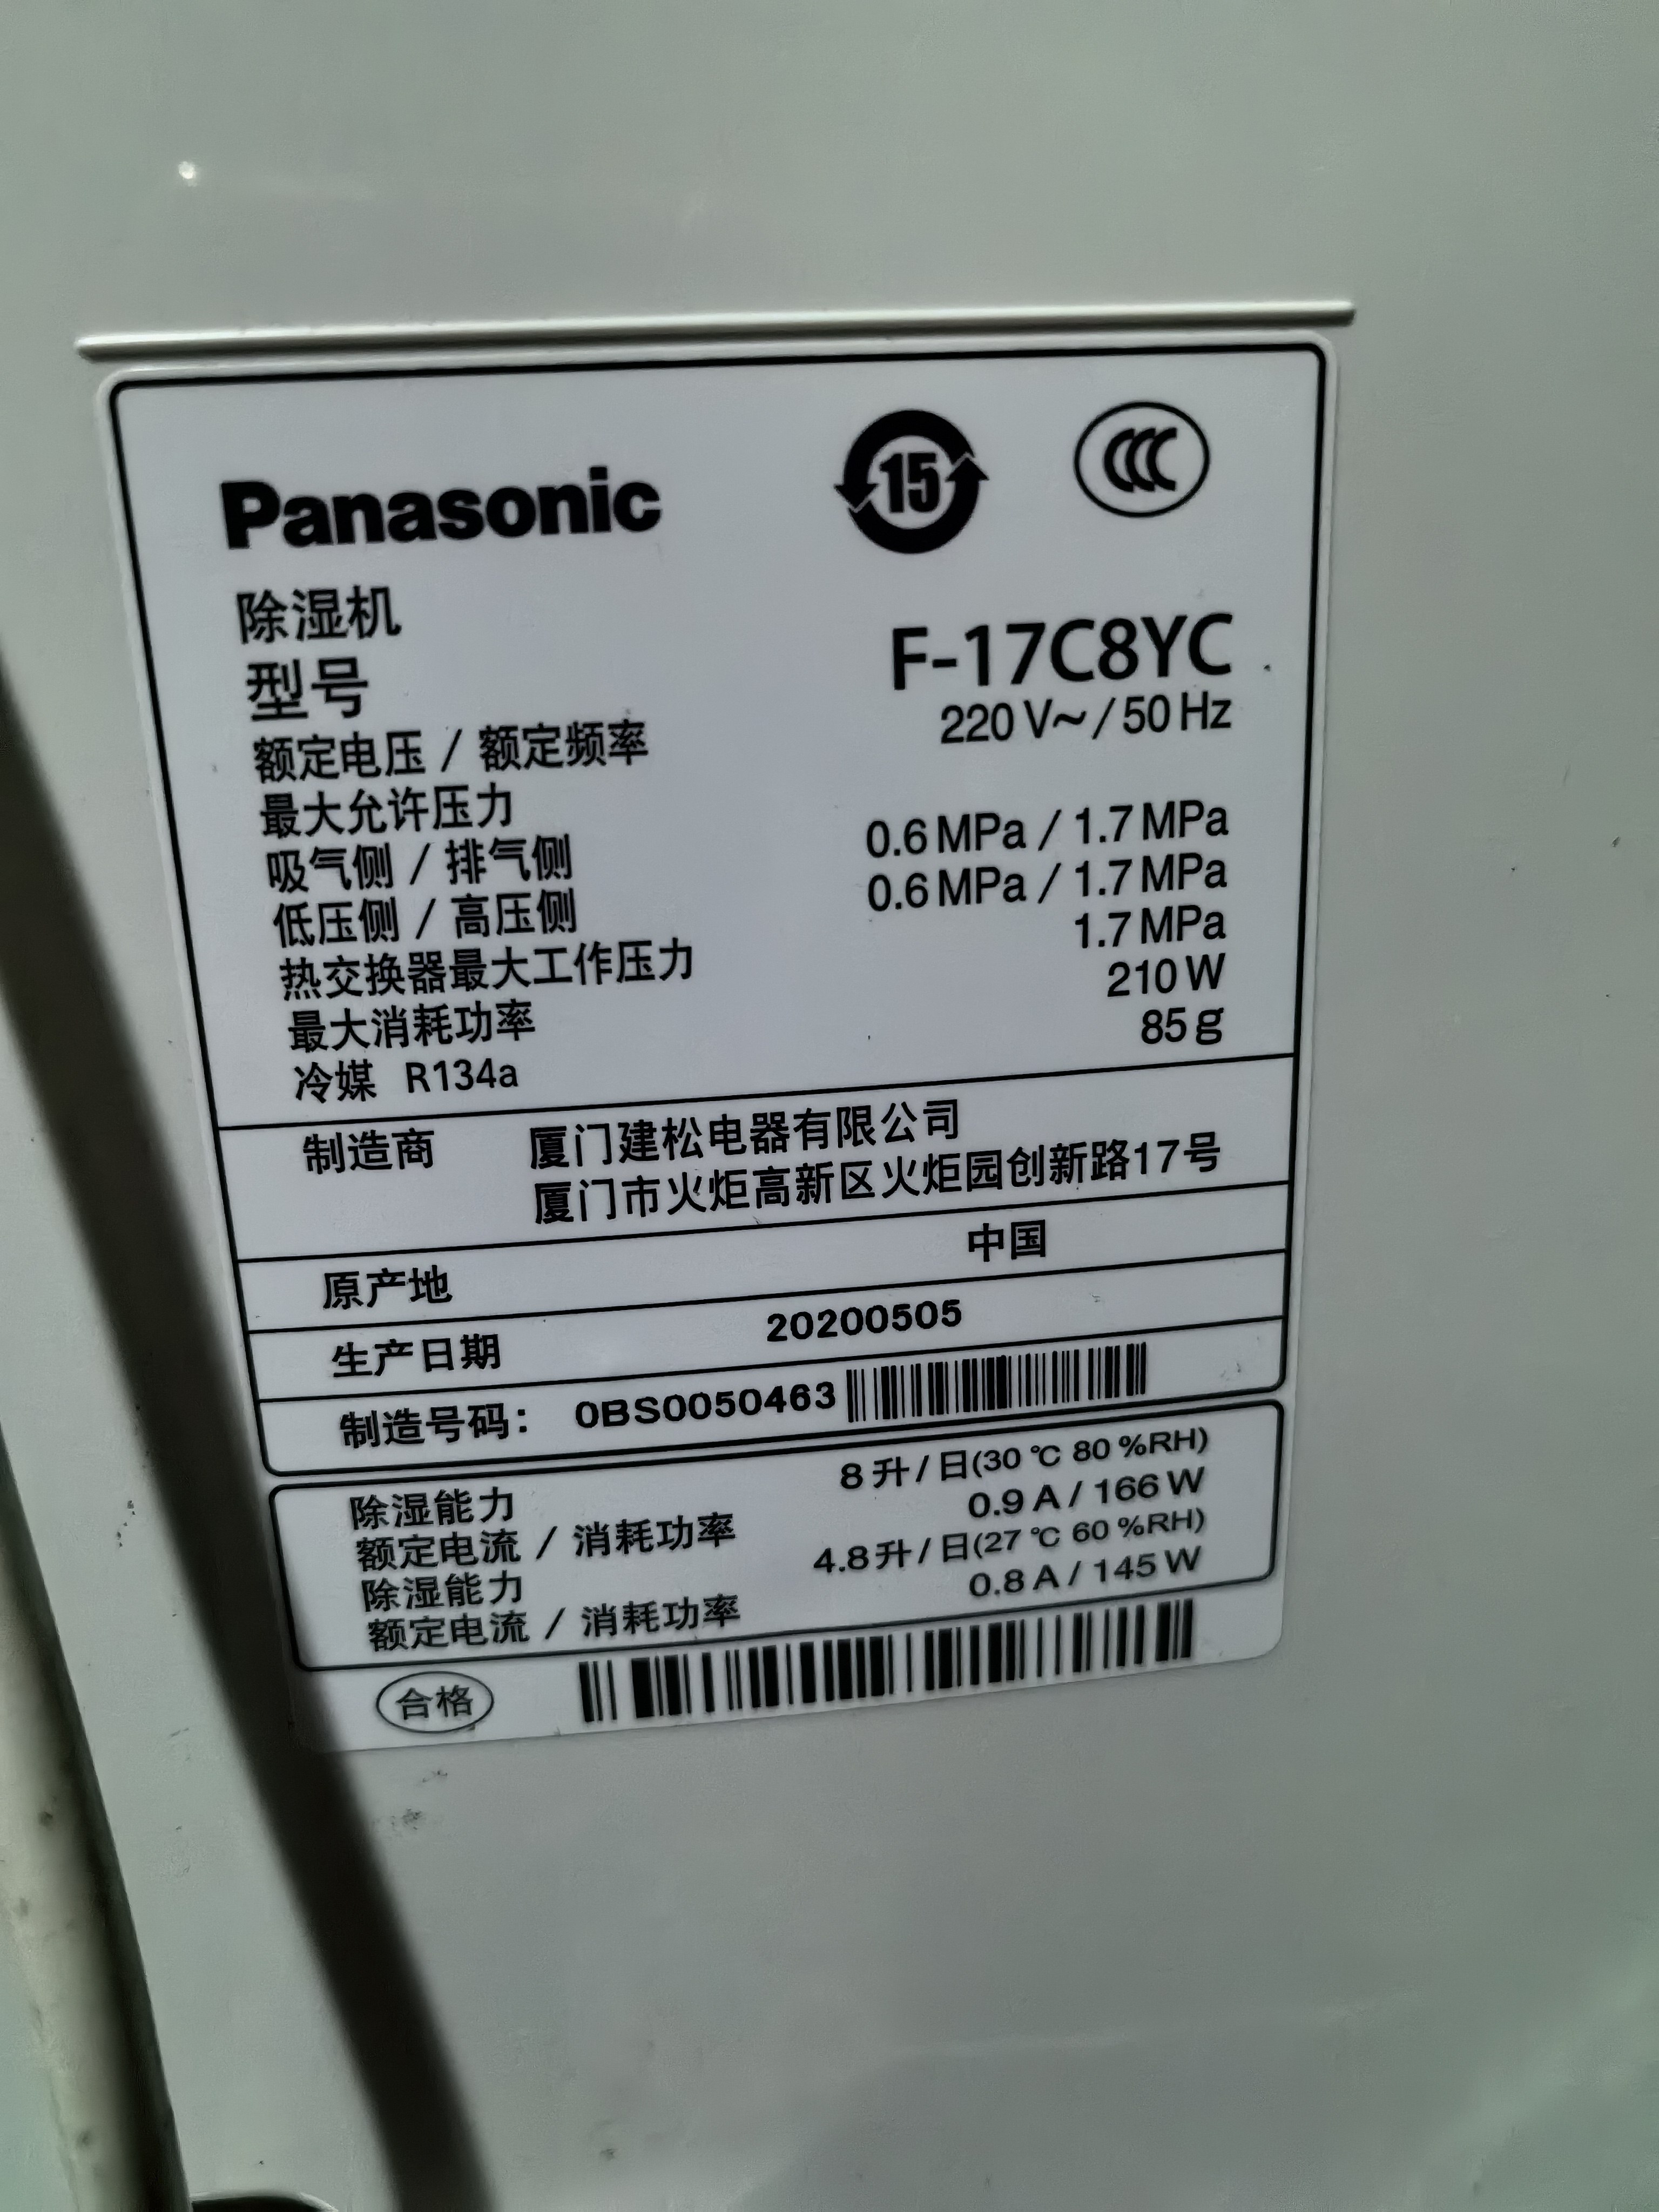 Panasonic 15 CCC
除湿机
型号 F-17C8YC
额定电压 / 额定频率 220 V~ / 50 Hz
最大允许压力
吸气侧 / 排气侧 0.6 MPa / 1.7 MPa
低压侧 / 高压侧 0.6 MPa / 1.7 MPa
热交换器最大工作压力 1.7 MPa
最大消耗功率 210 W
冷媒 R134a 85 g
制造商 厦门建松电器有限公司
厦门市火炬高新区火炬园创新路17号
原产地 中国
生产日期 20200505
制造号码： 0BS0050463
除湿能力 8 升 / 日(30 ℃ 80 %RH)
额定电流 / 消耗功率 0.9 A / 166 W
除湿能力 4.8 升 / 日(27 ℃ 60 %RH)
额定电流 / 消耗功率 0.8 A / 145 W
合格